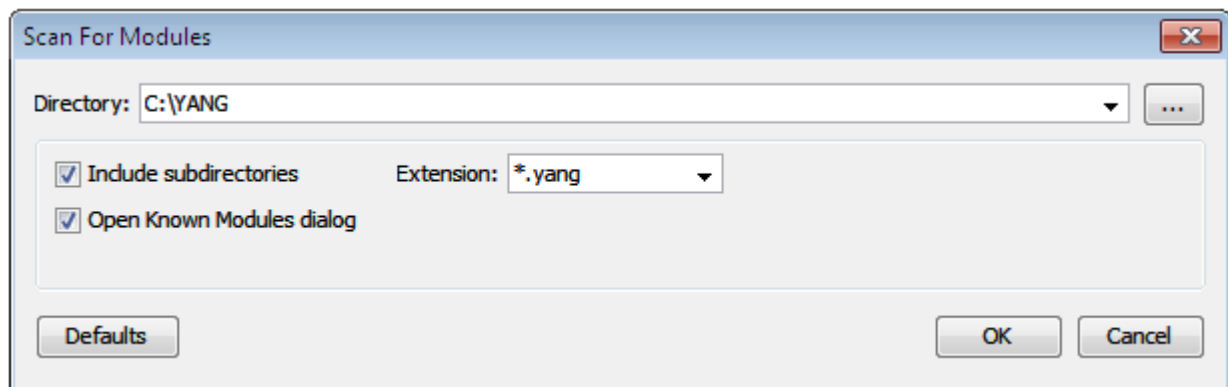 Scan For Modules
Directory: C:\YANG ...
Include subdirectories Extension: *.yang
Open Known Modules dialog
Defaults OK Cancel